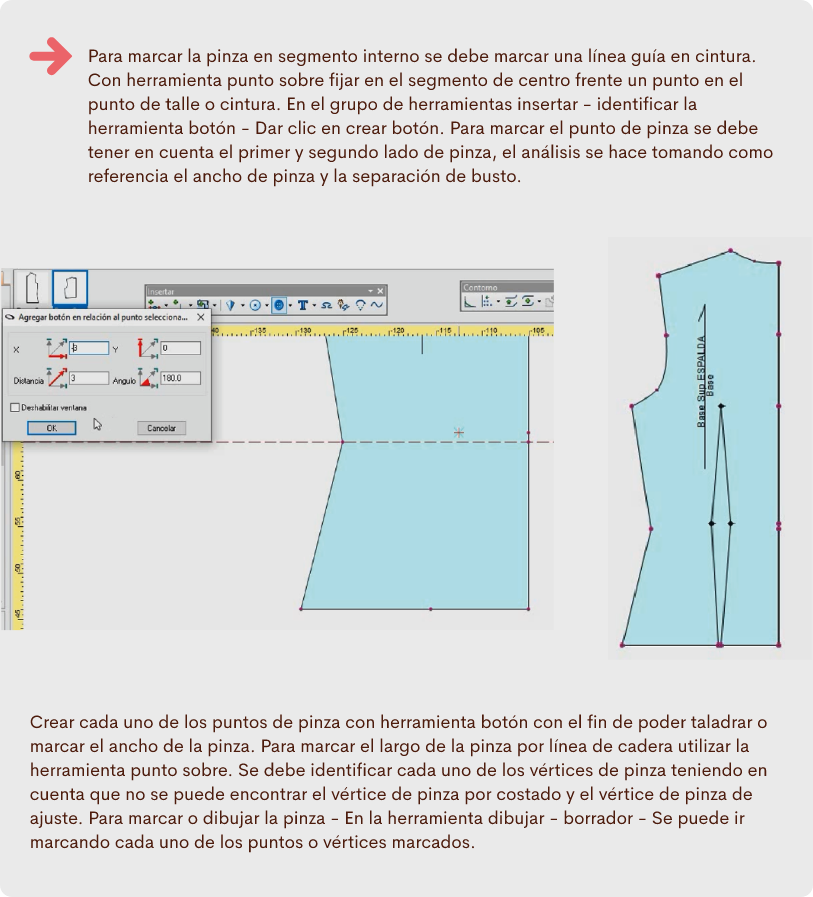 Para marcar la pinza en segmento interno se debe marcar una línea guía en cintura.
Con herramienta punto sobre fijar en el segmento de centro frente un punto en el
punto de talle o cintura. En el grupo de herramientas insertar - identificar la
herramienta botón - Dar clic en crear botón. Para marcar el punto de pinza se debe
tener en cuenta el primer y segundo lado de pinza, el análisis se hace tomando como
referencia el ancho de pinza y la separación de busto.
Insertar
Contorno
Agregar botón en relación al punto selecciona...
X
Y 0
Distancia 3
Angulo 180.0
Deshabilitar ventana
OK
Cancelar
-135
-125
-120
-115
-110
-105
Base Sup ESPALDA
Base
Crear cada uno de los puntos de pinza con herramienta botón con el fin de poder taladrar o
marcar el ancho de la pinza. Para marcar el largo de la pinza por línea de cadera utilizar la
herramienta punto sobre. Se debe identificar cada uno de los vértices de pinza teniendo en
cuenta que no se puede encontrar el vértice de pinza por costado y el vértice de pinza de
ajuste. Para marcar o dibujar la pinza - En la herramienta dibujar - borrador - Se puede ir
marcando cada uno de los puntos o vértices marcados.